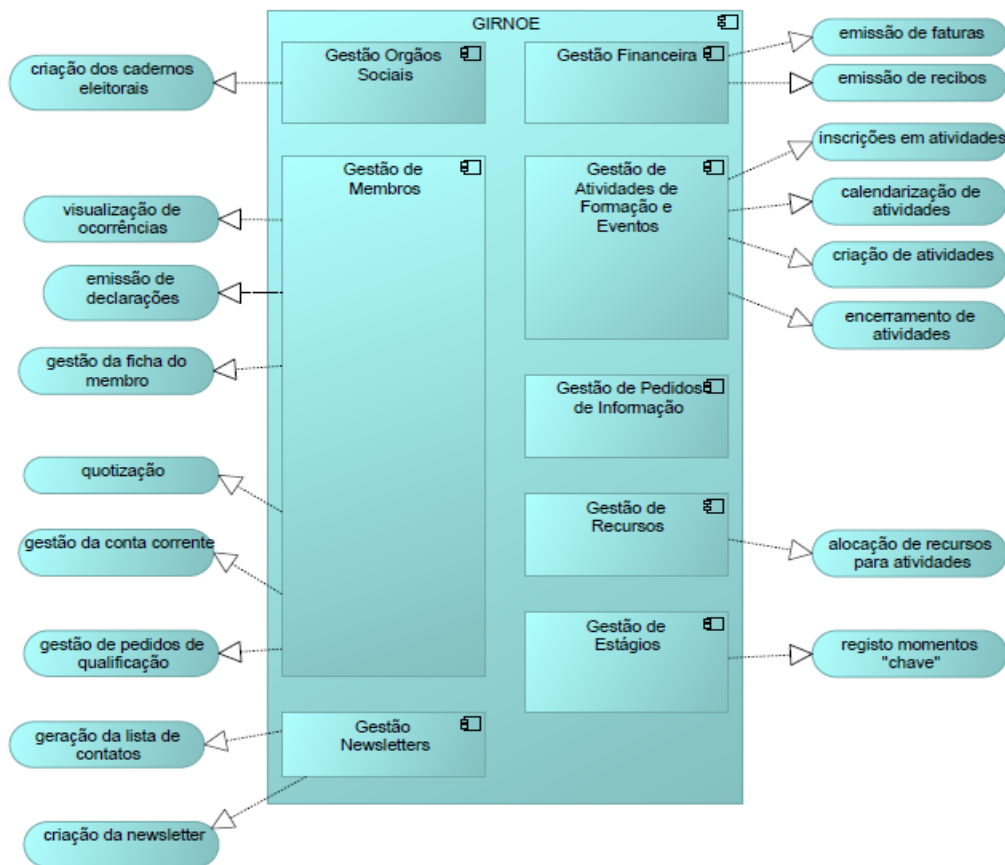 GIRNOE
Gestão Orgãos
Sociais
Gestão Financeira
emissão de faturas
criação dos cadernos
eleitorais
emissão de recibos
inscrições em atividades
Gestão de
Membros
Gestão de
Atividades de
Formação e
Eventos
calendarização de
atividades
visualização de
ocorrências
criação de atividades
emissão de
declarações
encerramento de
atividades
gestão da ficha do
membro
Gestão de Pedidos
de Informação
quotização
Gestão de
Recursos
gestão da conta corrente
alocação de recursos
para atividades
Gestão de
Estágios
gestão de pedidos de
qualificação
registo momentos
"chave"
Gestão
Newsletters
geração da lista de
contatos
criação da newsletter